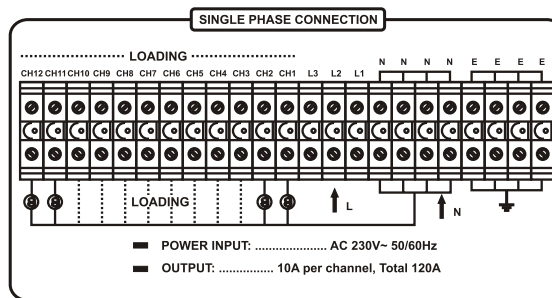 SINGLE PHASE CONNECTION
LOADING
CH12 CH11 CH10 CH9 CH8 CH7 CH6 CH5 CH4 CH3 CH2 CH1 L3 L2 L1 N N N N E E E E
LOADING
L
N
POWER INPUT: ..................... AC 230V~ 50/60Hz
OUTPUT: ................ 10A per channel, Total 120A